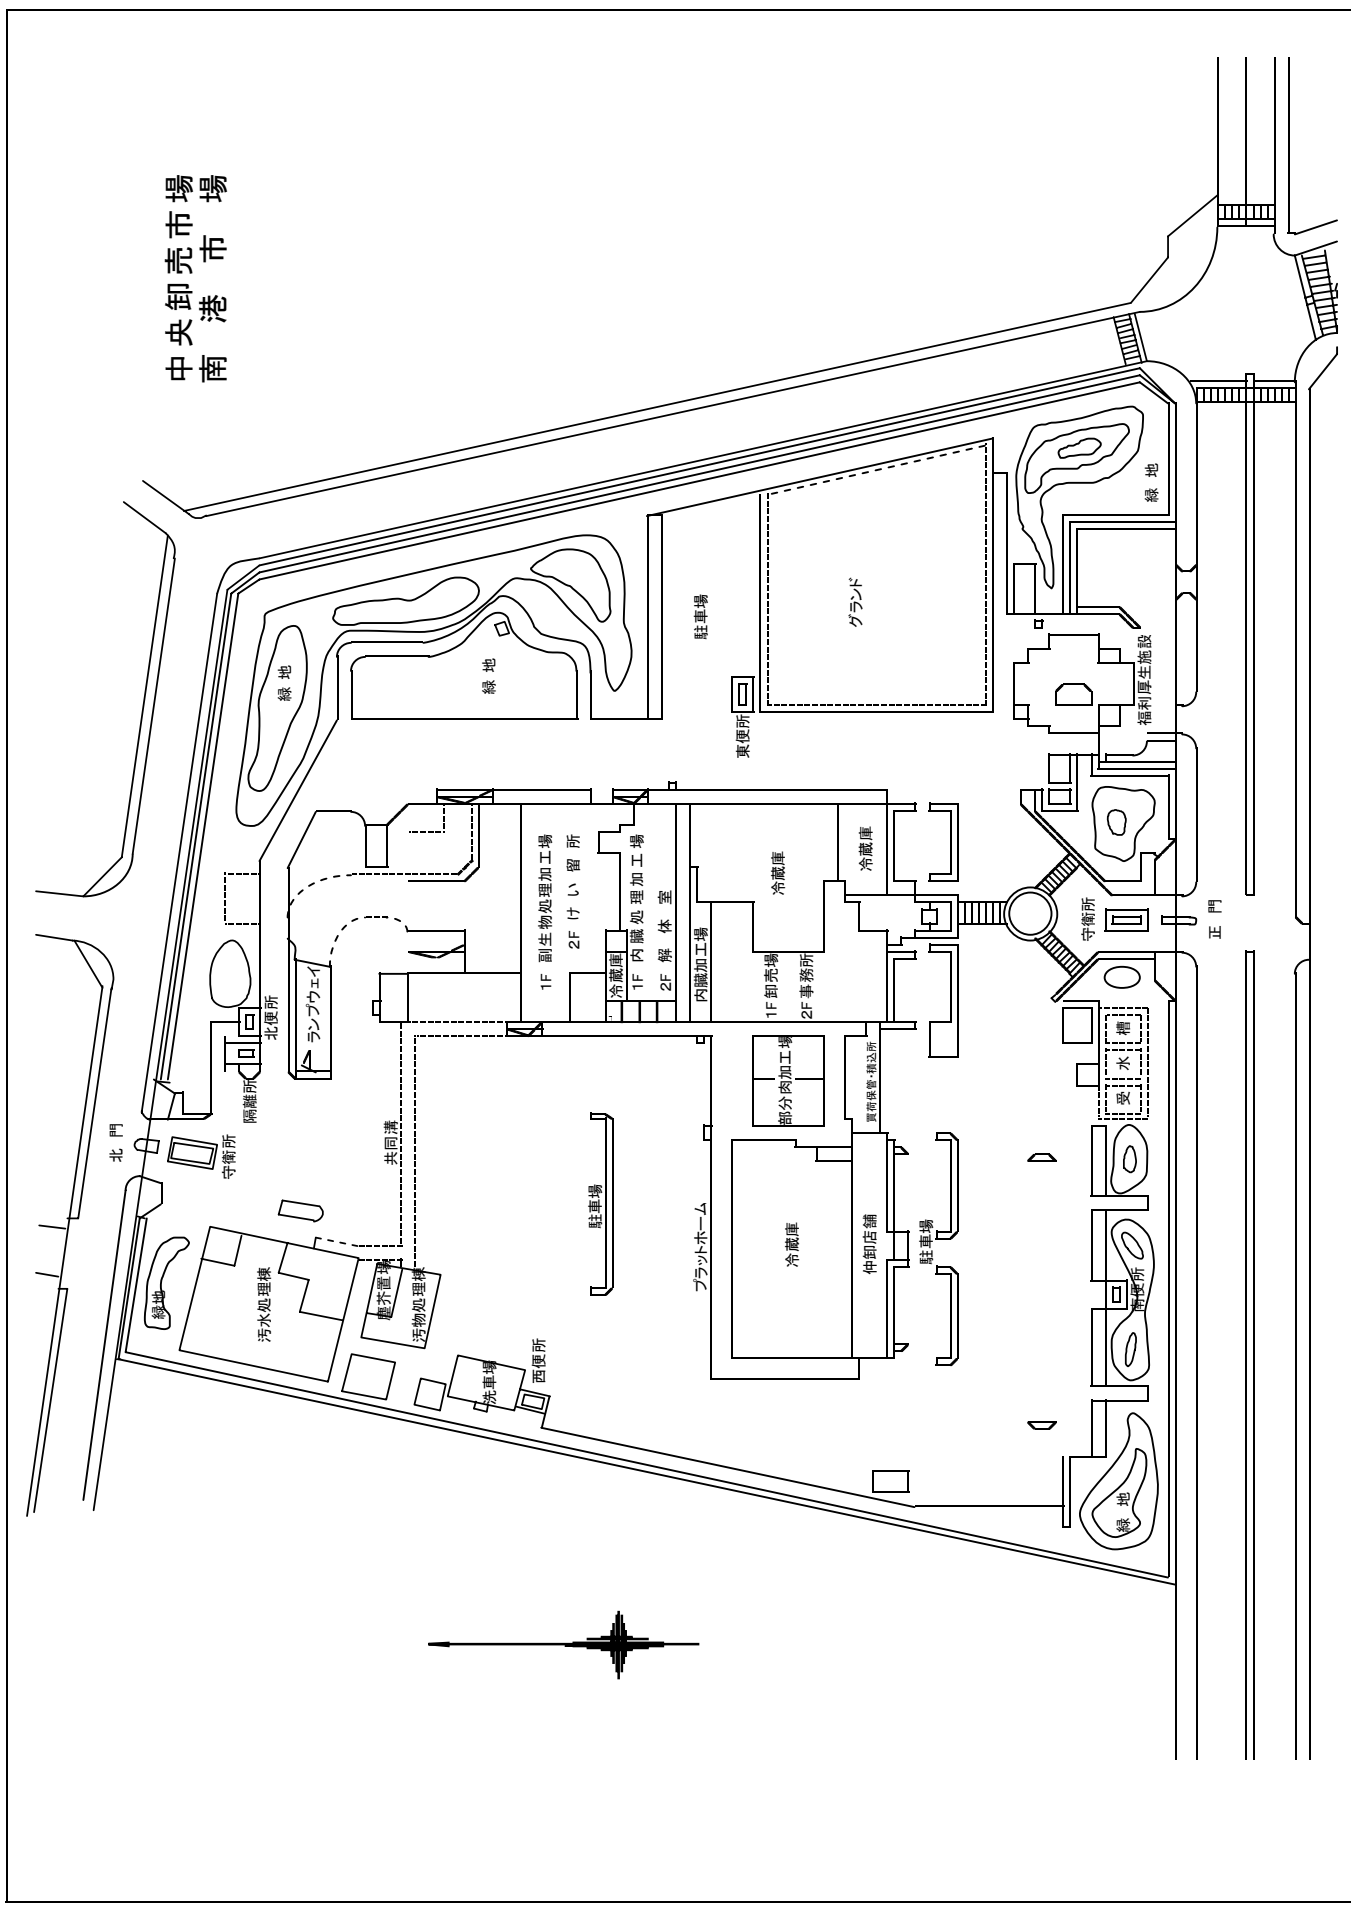 中央卸売市場
南港市場
緑地
緑地
緑地
駐車場
グランド
東便所
福利厚生施設
1F 副生物処理加工場
2F けい留所
冷蔵庫
1F 内臓処理加工場
2F 解体室
内臓加工場
冷蔵庫
冷蔵庫
1F 卸売場
2F 事務所
守衛所
正門
北便所
ランプウェイ
隔離所
北門
守衛所
共同溝
駐車場
プラットホーム
部分肉加工場
買荷保管・積込所
冷蔵庫
仲卸店舗
駐車場
受水槽
南便所
緑地
汚水処理棟
塵芥置場
汚物処理棟
洗車場
西便所
緑地